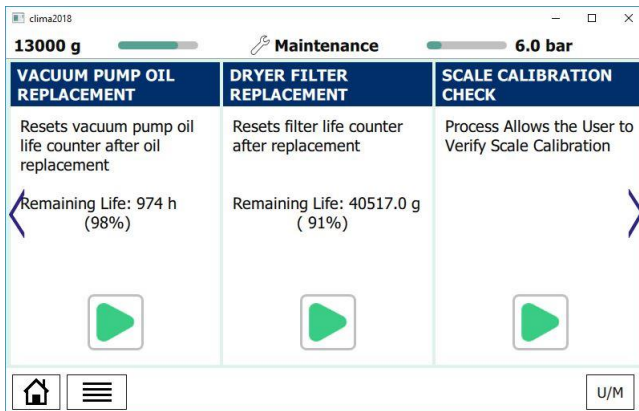 clima2018
13000 g
Maintenance
6.0 bar
VACUUM PUMP OIL
REPLACEMENT
Resets vacuum pump oil
life counter after oil
replacement
Remaining Life: 974 h
(98%)
DRYER FILTER
REPLACEMENT
Resets filter life counter
after replacement
Remaining Life: 40517.0 g
( 91%)
SCALE CALIBRATION
CHECK
Process Allows the User to
Verify Scale Calibration
U/M